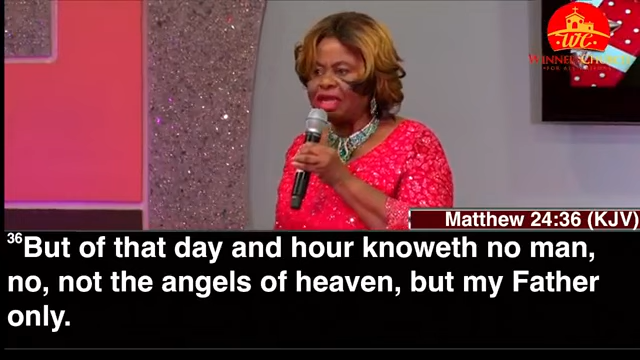 WC
Matthew 24:36 (KJV)
36But of that day and hour knoweth no man,
no, not the angels of heaven, but my Father
only.